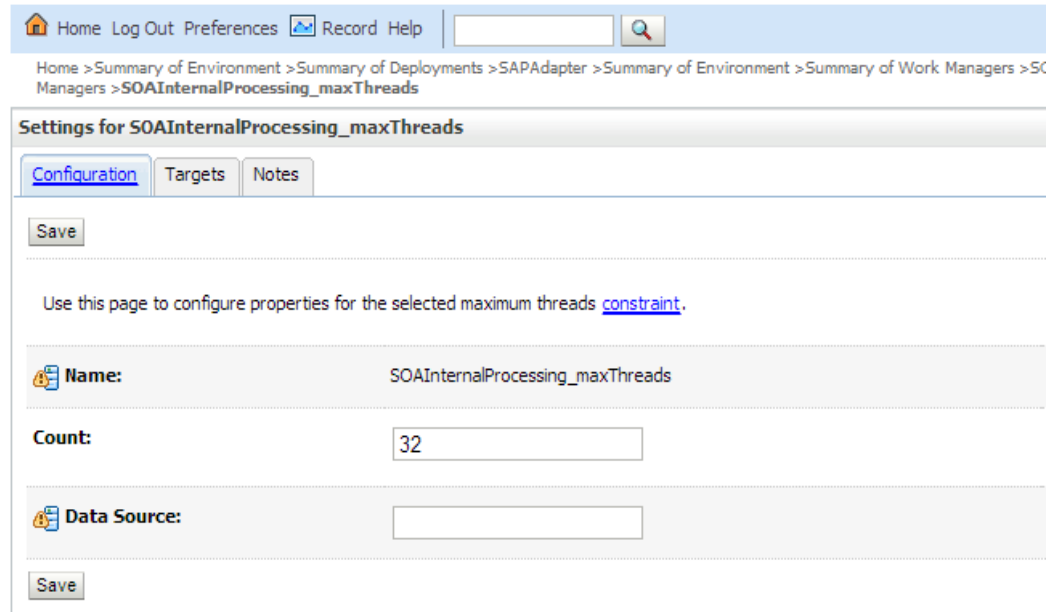 Home Log Out Preferences Record Help
Home >Summary of Environment >Summary of Deployments >SAPAdapter >Summary of Environment >Summary of Work Managers >
Managers >SOAInternalProcessing_maxThreads
Settings for SOAInternalProcessing_maxThreads
Configuration Targets Notes
Save
Use this page to configure properties for the selected maximum threads constraint.
Name: SOAInternalProcessing_maxThreads
Count: 32
Data Source:
Save